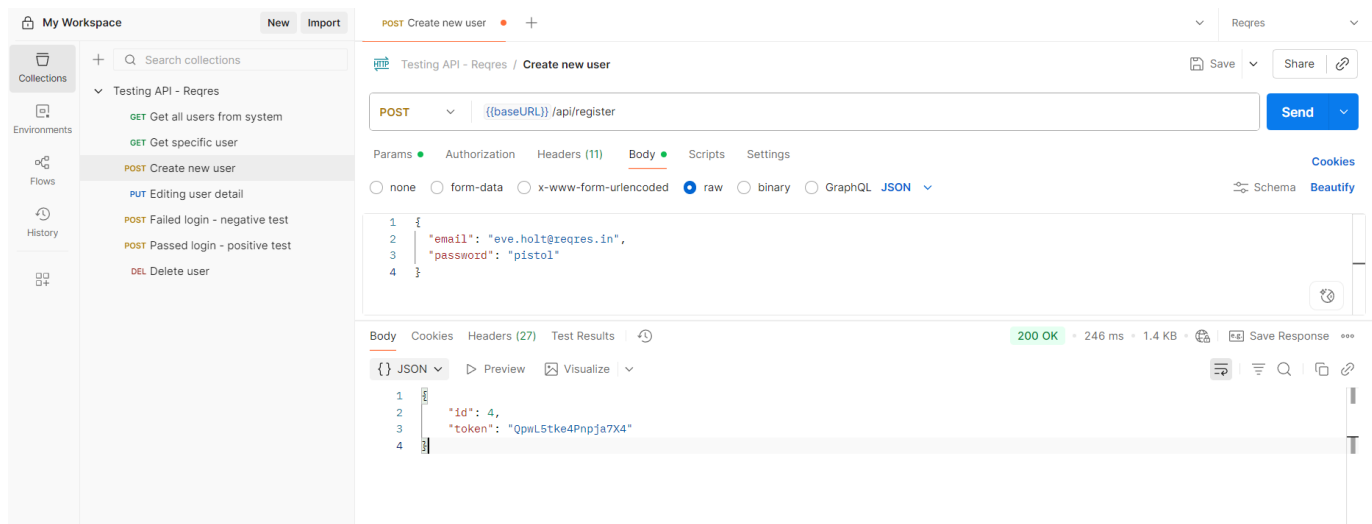 My Workspace New Import POST Create new user Reqres
Collections
Environments
Flows
History
Search collections
Testing API - Reqres
GET Get all users from system
GET Get specific user
POST Create new user
PUT Editing user detail
POST Failed login - negative test
POST Passed login - positive test
DEL Delete user
HTTP Testing API - Reqres / Create new user Save Share
POST {{baseURL}} /api/register Send
Params Authorization Headers (11) Body Scripts Settings Cookies
none form-data x-www-form-urlencoded raw binary GraphQL JSON Schema Beautify
1 {
2 "email": "eve.holt@reqres.in",
3 "password": "pistol"
4 }
Body Cookies Headers (27) Test Results 200 OK 246 ms 1.4 KB e.g. Save Response
{} JSON Preview Visualize
1 {
2 "id": 4,
3 "token": "QpwL5tke4Pnpja7X4"
4 }